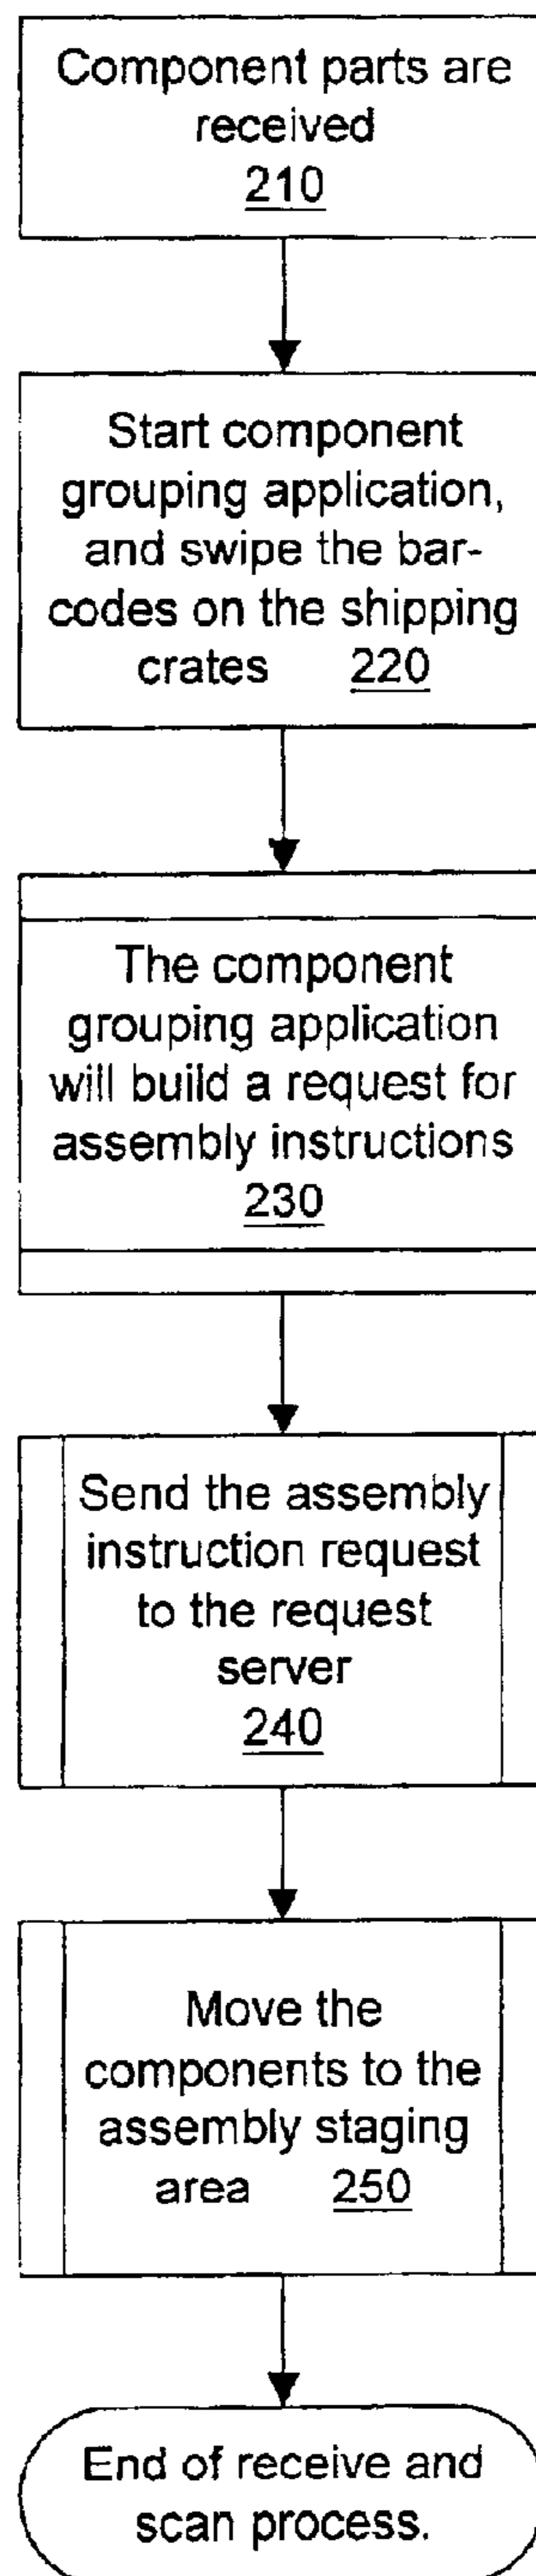 Component parts are
received
210
Start component
grouping application,
and swipe the bar-
codes on the shipping
crates 220
The component
grouping application
will build a request for
assembly instructions
230
Send the assembly
instruction request
to the request
server
240
Move the
components to the
assembly staging
area 250
End of receive and
scan process.